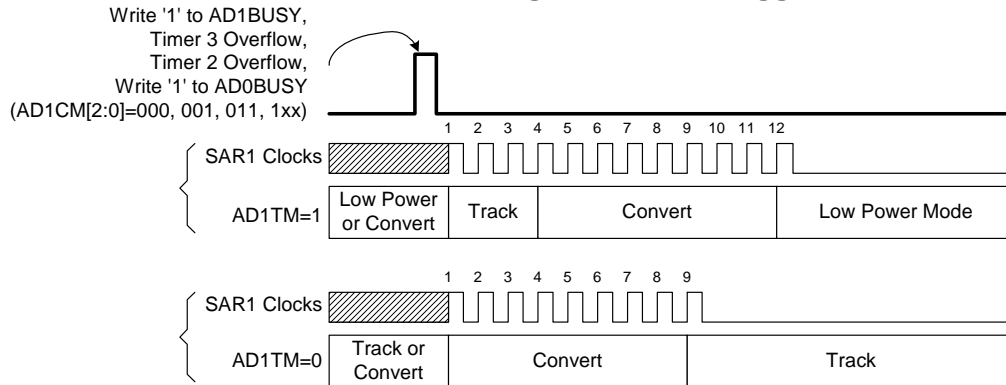 Write '1' to AD1BUSY,
Timer 3 Overflow,
Timer 2 Overflow,
Write '1' to AD0BUSY
(AD1CM[2:0]=000, 001, 011, 1xx)
1 2 3 4 5 6 7 8 9 10 11 12
SAR1 Clocks
AD1TM=1
Low Power
or Convert
Track
Convert
Low Power Mode
1 2 3 4 5 6 7 8 9
SAR1 Clocks
AD1TM=0
Track or
Convert
Convert
Track